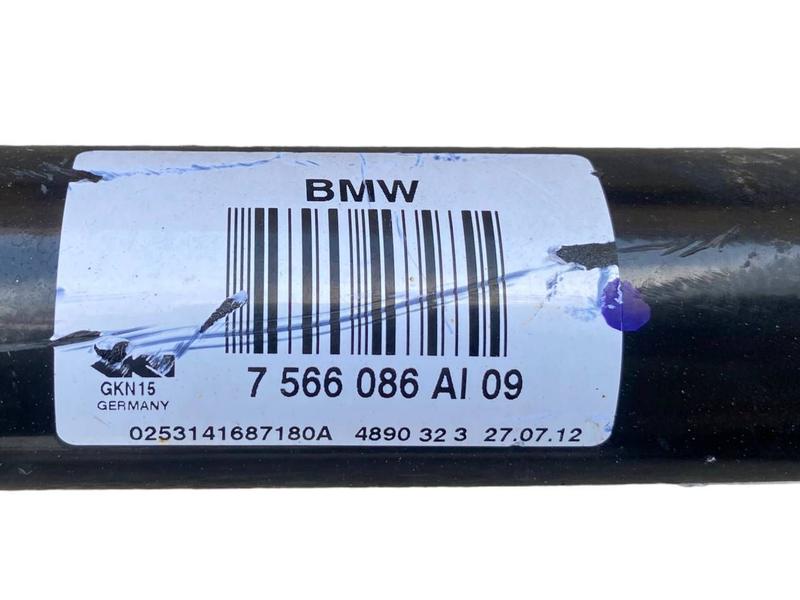 BMW
7 566 086 AI 09
GKN15
GERMANY
0253141687180A 4890 32 3 27.07.12